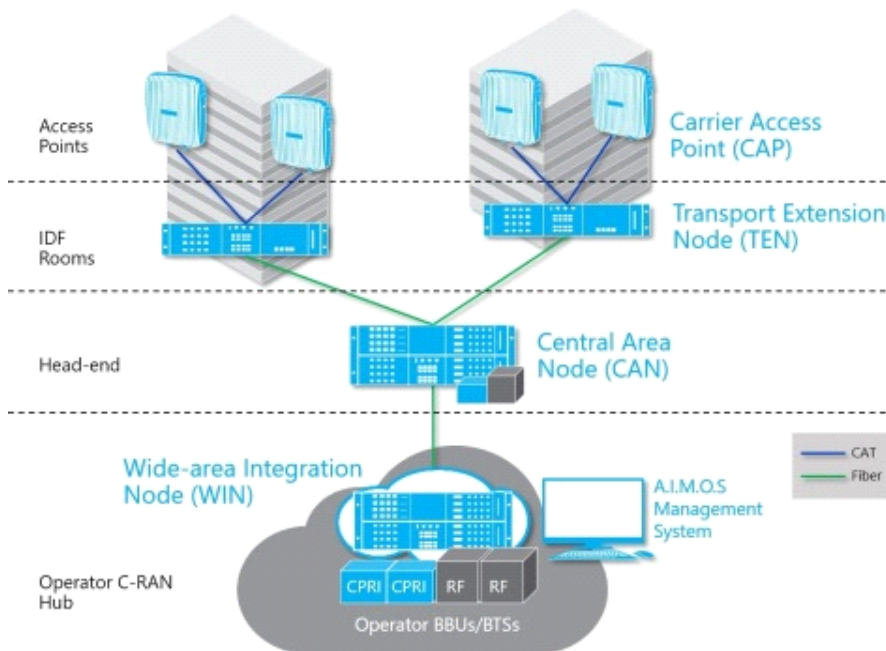 Access
Points
Carrier Access
Point (CAP)
IDF
Rooms
Transport Extension
Node (TEN)
Head-end
Central Area
Node (CAN)
CAT
Fiber
Wide-area Integration
Node (WIN)
A.I.M.O.S
Management
System
Operator C-RAN
Hub
CPRI CPRI RF RF
Operator BBUs/BTSs